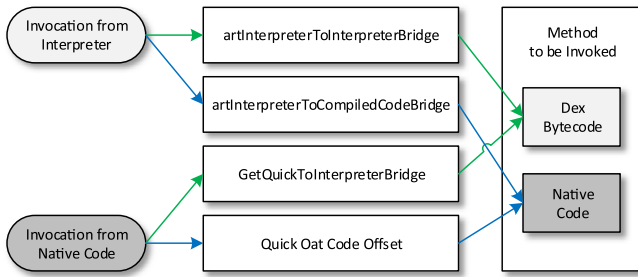 Invocation from
Interpreter
artInterpreterToInterpreterBridge
Method
to be Invoked
artInterpreterToCompiledCodeBridge
Dex
Bytecode
GetQuickToInterpreterBridge
Native
Code
Invocation from
Native Code
Quick Oat Code Offset